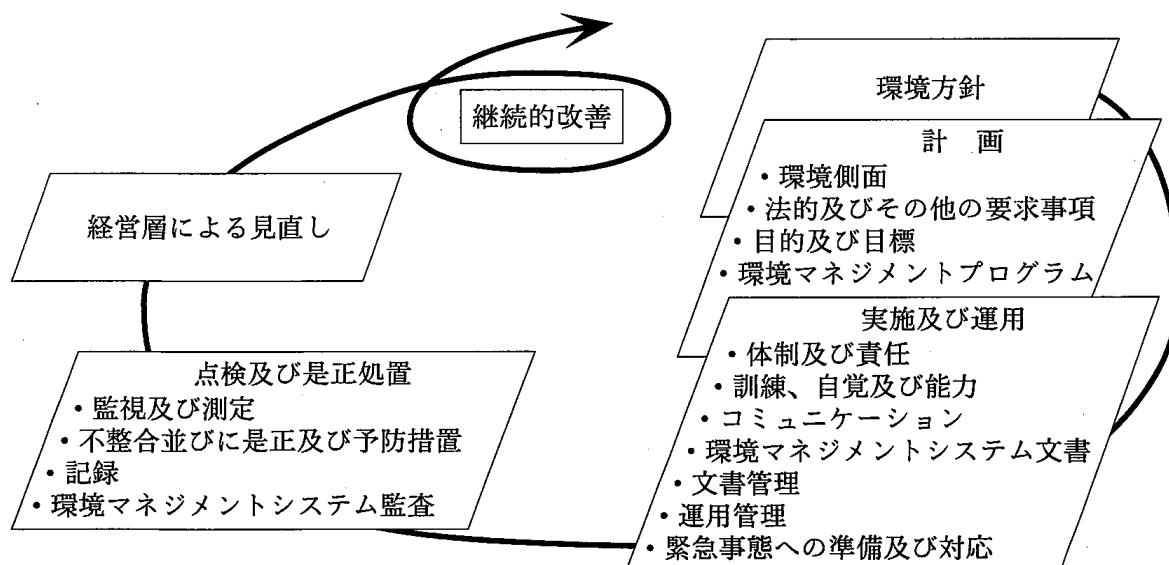 継続的改善
環境方針
計 画
・環境側面
・法的及びその他の要求事項
・目的及び目標
・環境マネジメントプログラム
実施及び運用
・体制及び責任
・訓練、自覚及び能力
・コミュニケーション
・環境マネジメントシステム文書
・文書管理
・運用管理
・緊急事態への準備及び対応
点検及び是正処置
・監視及び測定
・不整合並びに是正及び予防措置
・記録
・環境マネジメントシステム監査
経営層による見直し